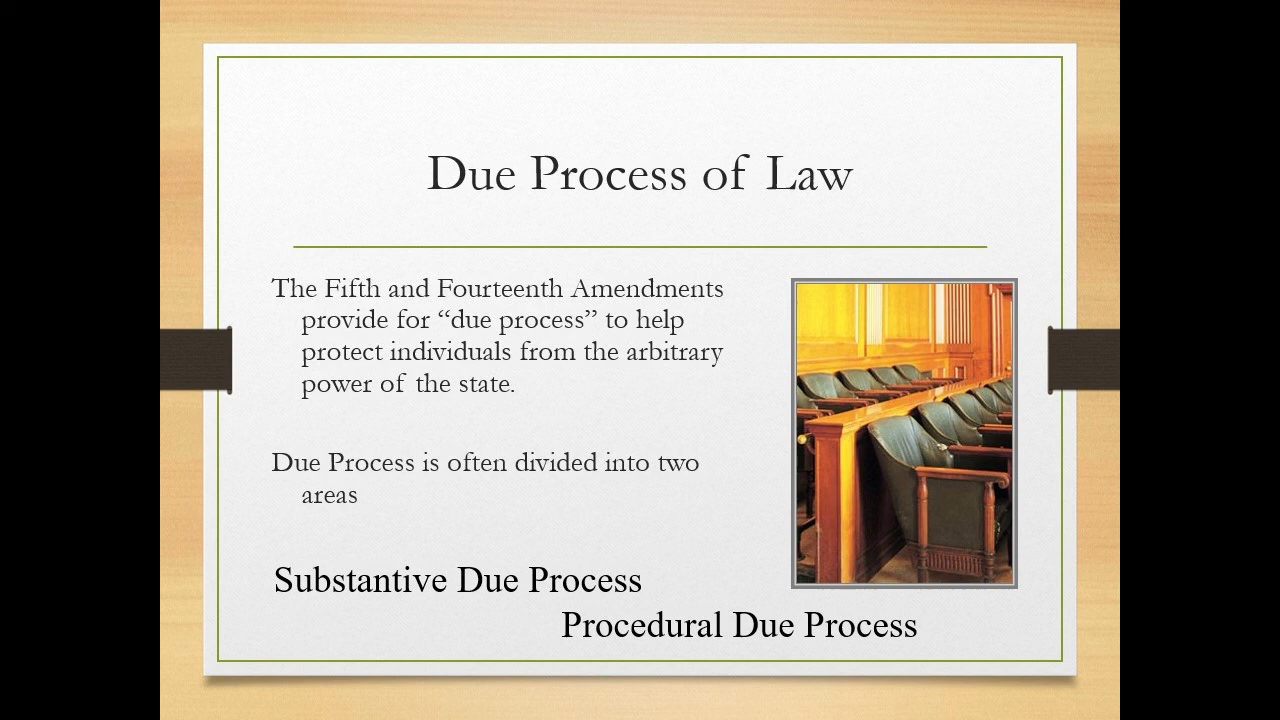 Due Process of Law
The Fifth and Fourteenth Amendments
provide for “due process” to help
protect individuals from the arbitrary
power of the state.
Due Process is often divided into two
areas
Substantive Due Process
Procedural Due Process